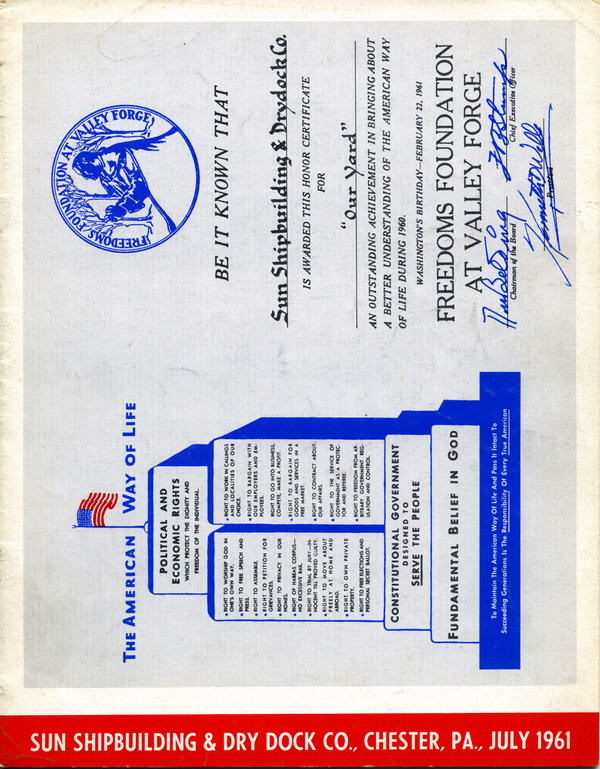 THE AMERICAN WAY OF LIFE
POLITICAL AND
ECONOMIC RIGHTS
WHICH PROTECT THE DIGNITY AND
FREEDOM OF THE INDIVIDUAL
• RIGHT TO WORSHIP GOD IN
ONE'S OWN WAY.
• RIGHT TO FREE SPEECH AND
PRESS.
• RIGHT TO ASSEMBLE.
• RIGHT TO PETITION FOR
GRIEVANCES.
• RIGHT TO PRIVACY IN OUR
HOMES.
• RIGHT OF HABEAS CORPUS—
NO EXCESSIVE BAIL.
• RIGHT TO TRIAL BY JURY—IN-
NOCENT TILL PROVED GUILTY.
• RIGHT TO MOVE ABOUT
FREELY AT HOME AND
ABROAD.
• RIGHT TO OWN PRIVATE
PROPERTY.
• RIGHT TO FREE ELECTIONS AND
PERSONAL SECRET BALLOT.
• RIGHT TO WORK IN CALLINGS
AND LOCALITIES OF OUR
CHOICE.
• RIGHT TO BARGAIN WITH
OUR EMPLOYERS AND EM-
PLOYEES.
• RIGHT TO GO INTO BUSINESS,
COMPETE, MAKE A PROFIT.
• RIGHT TO BARGAIN FOR
GOODS AND SERVICES IN A
FREE MARKET.
• RIGHT TO CONTRACT ABOUT
OUR AFFAIRS.
• RIGHT TO THE SERVICE OF
GOVERNMENT AS A PROTEC-
TOR AND REFEREE.
• RIGHT TO FREEDOM FROM AR-
BITRARY GOVERNMENT REG-
ULATION AND CONTROL.
CONSTITUTIONAL GOVERNMENT
DESIGNED TO
SERVE THE PEOPLE
FUNDAMENTAL BELIEF IN GOD
To Maintain The American Way Of Life And Pass It Intact To
Succeeding Generations Is The Responsibility Of Every True American
FREEDOMS FOUNDATION AT VALLEY FORGE
BE IT KNOWN THAT
Sun Shipbuilding & Drydock Co.
IS AWARDED THIS HONOR CERTIFICATE
FOR
"Our Yard"
AN OUTSTANDING ACHIEVEMENT IN BRINGING ABOUT
A BETTER UNDERSTANDING OF THE AMERICAN WAY
OF LIFE DURING 1960.
WASHINGTON'S BIRTHDAY—FEBRUARY 22, 1961
FREEDOMS FOUNDATION
AT VALLEY FORGE
Chairman of the Board
Chief Executive Officer
President
SUN SHIPBUILDING & DRY DOCK CO., CHESTER, PA., JULY 1961